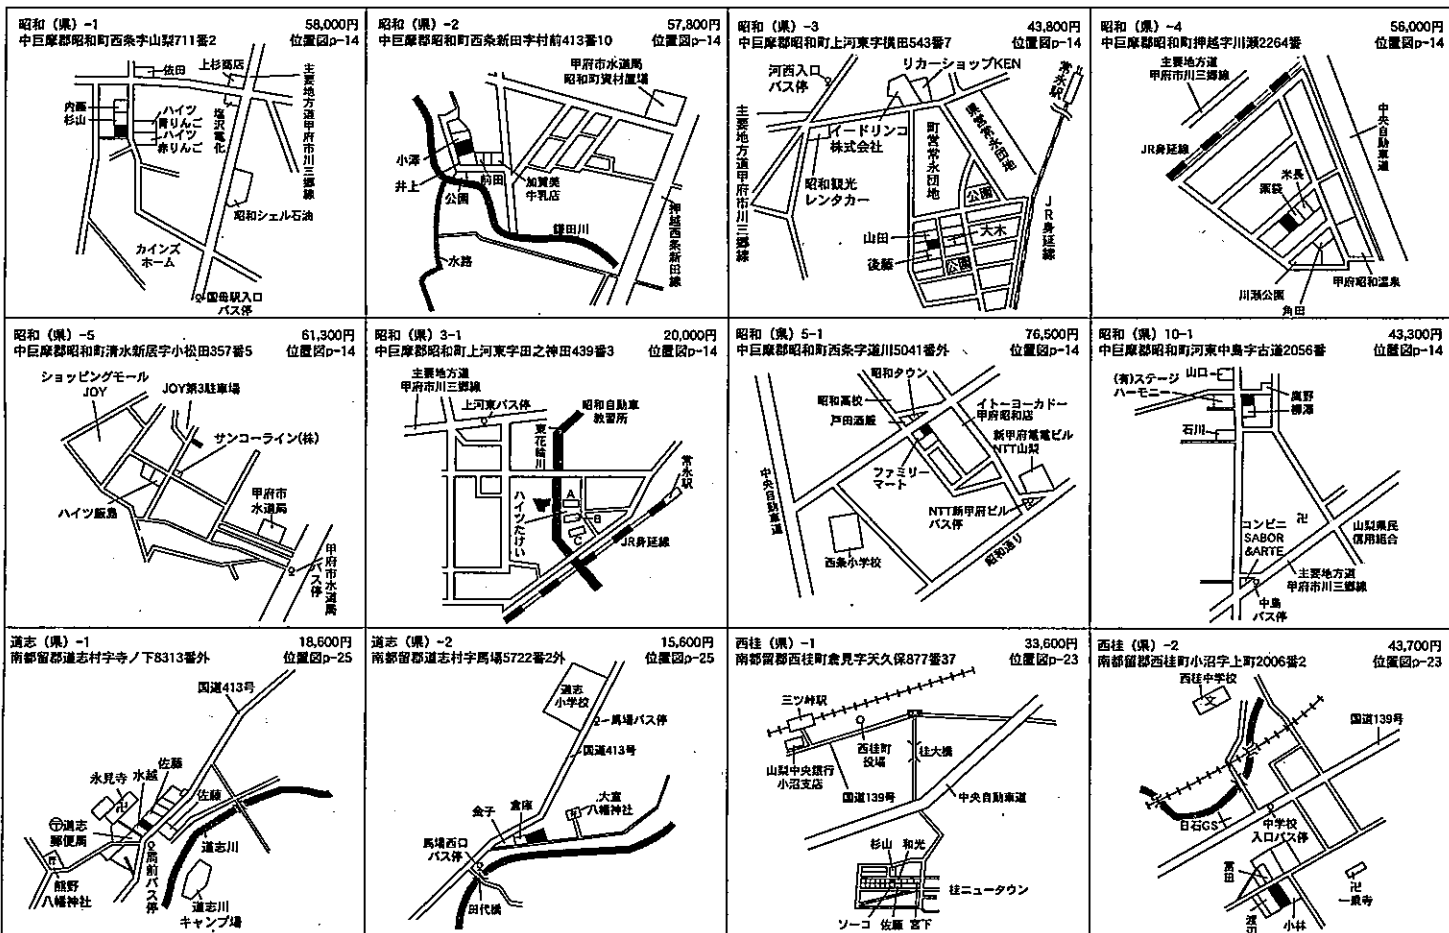 昭和（県）-1　58,000円
中巨摩郡昭和町西条字山梨711番2　位置図p-14
依田
上杉商店
主要地方道甲府市川三郷線
内藤
杉山
ハイツ
青りんご
ハイツ
赤りんご
塩沢電化
昭和シェル石油
カインズ
ホーム
国母駅入口
バス停
昭和（県）-2　57,800円
中巨摩郡昭和町西条新田字村前413番10　位置図p-14
甲府市水道局
昭和町資材置場
小澤
井上
公園
前田
加賀美
牛乳店
鎌田川
水路
押越西条新田線
昭和（県）-3　43,800円
中巨摩郡昭和町上河東字横田543番7　位置図p-14
河西入口
バス停
リカーショップKEN
常永駅
主要地方道甲府市川三郷線
イードリンコ
株式会社
町営常永団地
県営常永団地
昭和観光
レンタカー
公園
山田
大木
後藤
公園
JR身延線
昭和（県）-4　56,000円
中巨摩郡昭和町押越字川瀬2264番　位置図p-14
主要地方道
甲府市川三郷線
中央自動車道
JR身延線
米長
薬袋
川瀬公園
角田
甲府昭和温泉
昭和（県）-5　61,300円
中巨摩郡昭和町清水新居字小松田357番5　位置図p-14
ショッピングモール
JOY
JOY第3駐車場
サンコーライン(株)
ハイツ飯島
甲府市
水道局
甲府市水道局
バス停
昭和（県）3-1　20,000円
中巨摩郡昭和町上河東字田之神田439番3　位置図p-14
主要地方道
甲府市川三郷線
上河東バス停
昭和自動車
教習所
東花輪川
常永駅
ハイツたけい
A
B
C
JR身延線
昭和（県）5-1　76,500円
中巨摩郡昭和町西条字道川5041番外　位置図p-14
昭和タウン
昭和高校
戸田酒蔵
イトーヨーカドー
甲府昭和店
新甲府電電ビル
NTT山梨
ファミリー
マート
中央自動車道
NTT新甲府ビル
バス停
西条小学校
昭和通り
昭和（県）10-1　43,300円
中巨摩郡昭和町河東中島字古道2056番　位置図p-14
山口
(有)ステージ
ハーモニー
鷹野
柳澤
石川
コンビニ
SABOR
&ARTE
卍
山梨県民
信用組合
主要地方道
甲府市川三郷線
中島
バス停
道志（県）-1　18,600円
南都留郡道志村字寺ノ下8313番外　位置図p-25
国道413号
永見寺
水越
佐藤
卍
佐藤
〒道志
郵便局
道志川
局前バス停
熊野
八幡神社
道志川
キャンプ場
道志（県）-2　15,600円
南都留郡道志村字馬場5722番2外　位置図p-25
道志
小学校
馬場バス停
国道413号
金子
倉庫
大室
八幡神社
馬場西口
バス停
田代橋
西桂（県）-1　33,600円
南都留郡西桂町倉見字天久保877番37　位置図p-23
三ツ峠駅
山梨中央銀行
小沼支店
西桂町
役場
桂大橋
国道139号
中央自動車道
杉山
和光
桂ニュータウン
ソーコ
佐藤
宮下
西桂（県）-2　43,700円
南都留郡西桂町小沼字上町2006番2　位置図p-23
西桂中学校
国道139号
日石GS
中学校
入口バス停
富田
卍
一乗寺
渡辺
小林